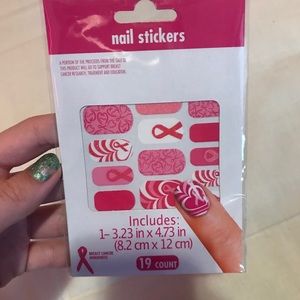 nail stickers
A PORTION OF THE PROCEEDS FROM THE SALE OF
THIS PRODUCT WILL GO TO SUPPORT BREAST
CANCER RESEARCH, TREATMENT AND EDUCATION.
Includes:
1– 3.23 in x 4.73 in
(8.2 cm x 12 cm)
BREAST CANCER
AWARENESS
19 COUNT